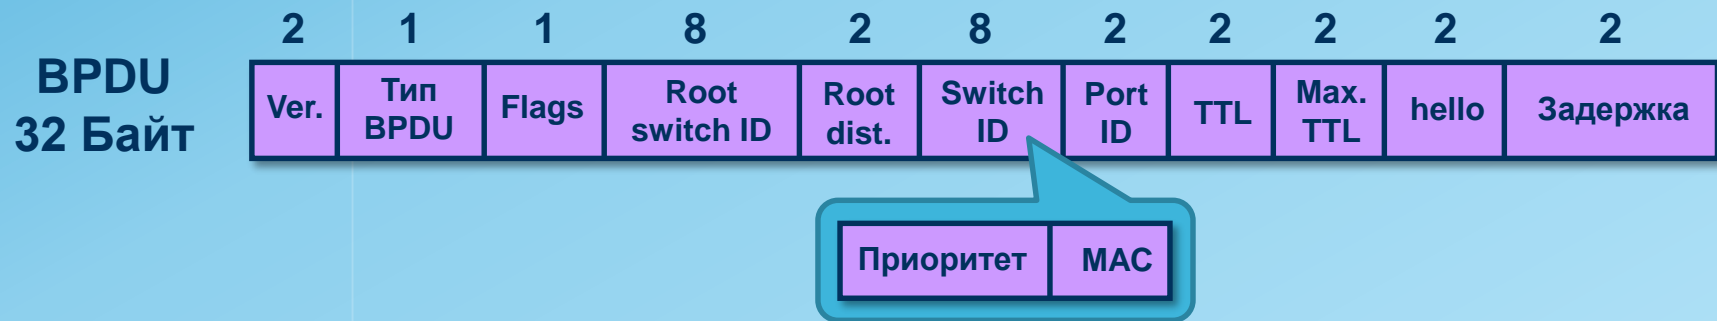 2 1 1 8 2 8 2 2 2 2 2
BPDU
32 Байт
Ver.
Тип
BPDU
Flags
Root
switch ID
Root
dist.
Switch
ID
Port
ID
TTL
Max.
TTL
hello
Задержка
Приоритет
MAC